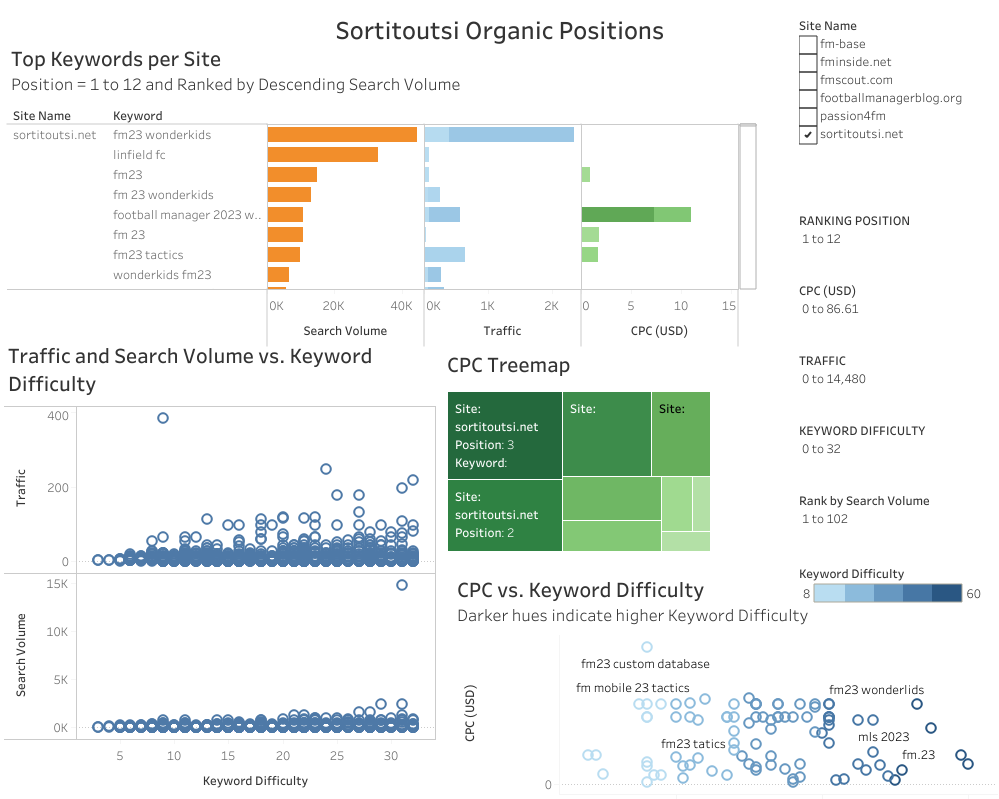 Sortitoutsi Organic Positions
Top Keywords per Site
Position = 1 to 12 and Ranked by Descending Search Volume
Site Name Keyword
sortitoutsi.net fm23 wonderkids
linfield fc
fm23
fm 23 wonderkids
football manager 2023 w..
fm 23
fm23 tactics
wonderkids fm23
0K 20K 40K 0K 1K 2K 0 5 10 15
Search Volume Traffic CPC (USD)
Site Name
fm-base
fminside.net
fmscout.com
footballmanagerblog.org
passion4fm
sortitoutsi.net
RANKING POSITION
1 to 12
CPC (USD)
0 to 86.61
TRAFFIC
0 to 14,480
KEYWORD DIFFICULTY
0 to 32
Rank by Search Volume
1 to 102
Keyword Difficulty
8 60
Traffic and Search Volume vs. Keyword
Difficulty
400
200
0
Traffic
15K
10K
5K
0K
Search Volume
5 10 15 20 25 30
Keyword Difficulty
CPC Treemap
Site:
sortitoutsi.net
Position: 3
Keyword:
Site:
sortitoutsi.net
Position: 2
Site:
Site:
CPC vs. Keyword Difficulty
Darker hues indicate higher Keyword Difficulty
CPC (USD)
0
fm23 custom database
fm mobile 23 tactics
fm23 wonderlids
fm23 tatics
mls 2023
fm.23